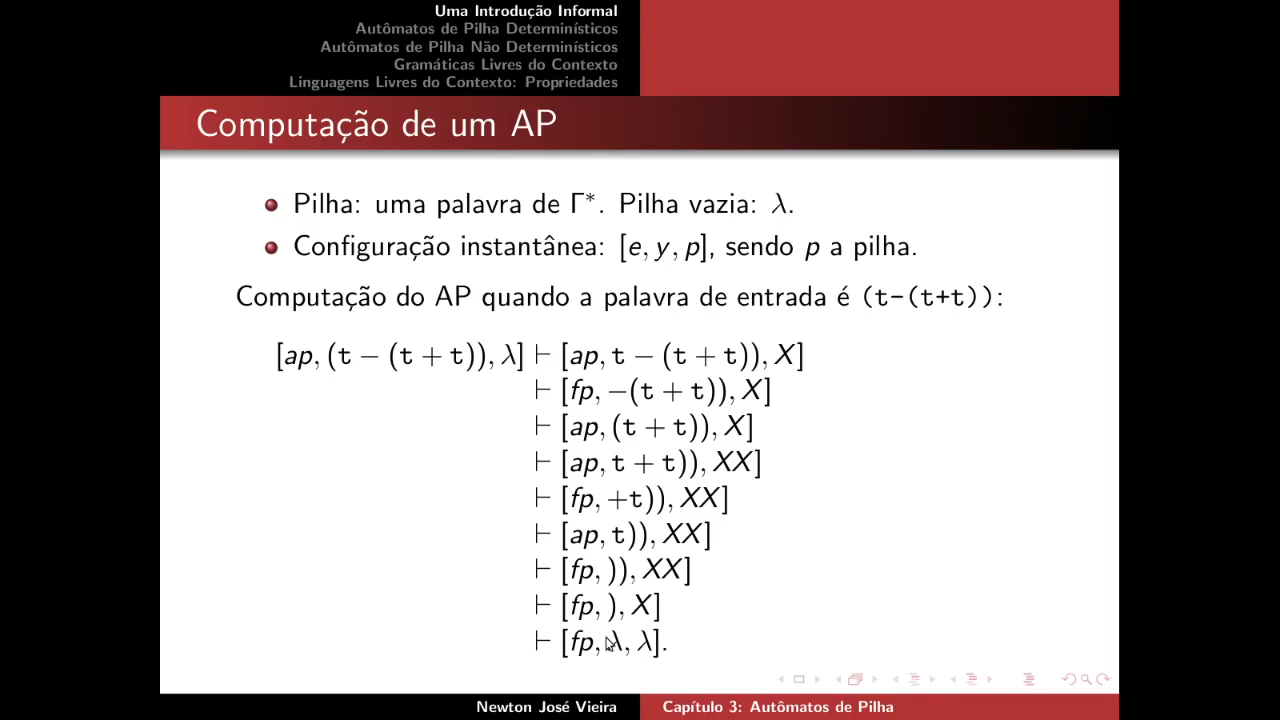 Uma Introdução Informal
Autômatos de Pilha Determinísticos
Autômatos de Pilha Não Determinísticos
Gramáticas Livres do Contexto
Linguagens Livres do Contexto: Propriedades
Computação de um AP
Pilha: uma palavra de Γ*. Pilha vazia: λ.
Configuração instantânea: [e, y, p], sendo p a pilha.
Computação do AP quando a palavra de entrada é (t-(t+t)):
[ap, (t − (t + t)), λ] ⊢ [ap, t − (t + t)), X]
⊢ [fp, −(t + t)), X]
⊢ [ap, (t + t)), X]
⊢ [ap, t + t)), XX]
⊢ [fp, +t)), XX]
⊢ [ap, t)), XX]
⊢ [fp, )), XX]
⊢ [fp, ), X]
⊢ [fp, λ, λ].
Newton José Vieira
Capítulo 3: Autômatos de Pilha